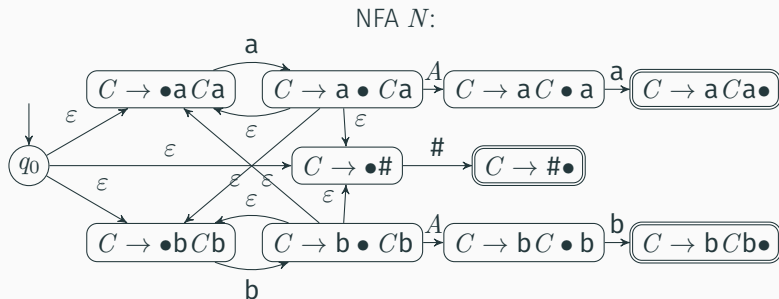 NFA N:
a
C → •aCa C → a • Ca A C → aC • a a C → aCa•
ε ε ε
q0 ε C → •# # C → #•
ε ε ε ε ε
C → •bCb C → b • Cb A C → bC • b b C → bCb•
b